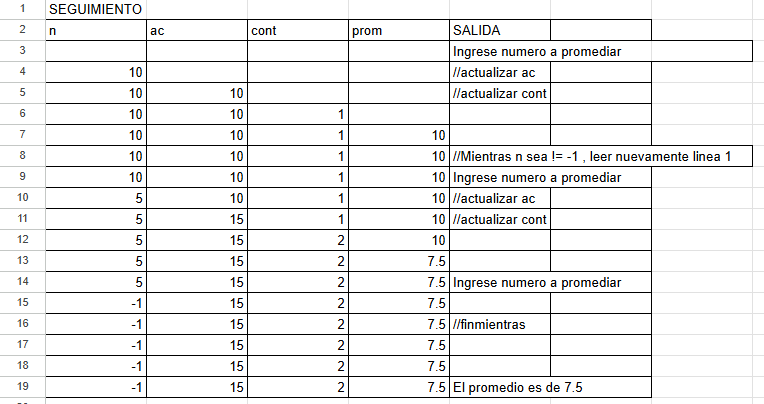 1 SEGUIMIENTO
2 n ac cont prom SALIDA
3 Ingrese numero a promediar
4 10 //actualizar ac
5 10 10 //actualizar cont
6 10 10 1
7 10 10 1 10
8 10 10 1 10 //Mientras n sea != -1 , leer nuevamente linea 1
9 10 10 1 10 Ingrese numero a promediar
10 5 10 1 10 //actualizar ac
11 5 15 1 10 //actualizar cont
12 5 15 2 10
13 5 15 2 7.5
14 5 15 2 7.5 Ingrese numero a promediar
15 -1 15 2 7.5
16 -1 15 2 7.5 //finmientras
17 -1 15 2 7.5
18 -1 15 2 7.5
19 -1 15 2 7.5 El promedio es de 7.5